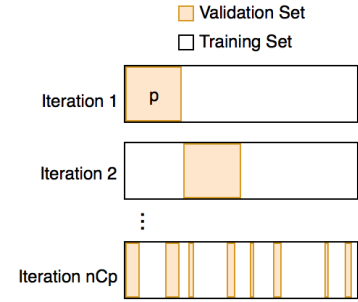 Validation Set
Training Set
Iteration 1
p
Iteration 2
⋮
Iteration nCp